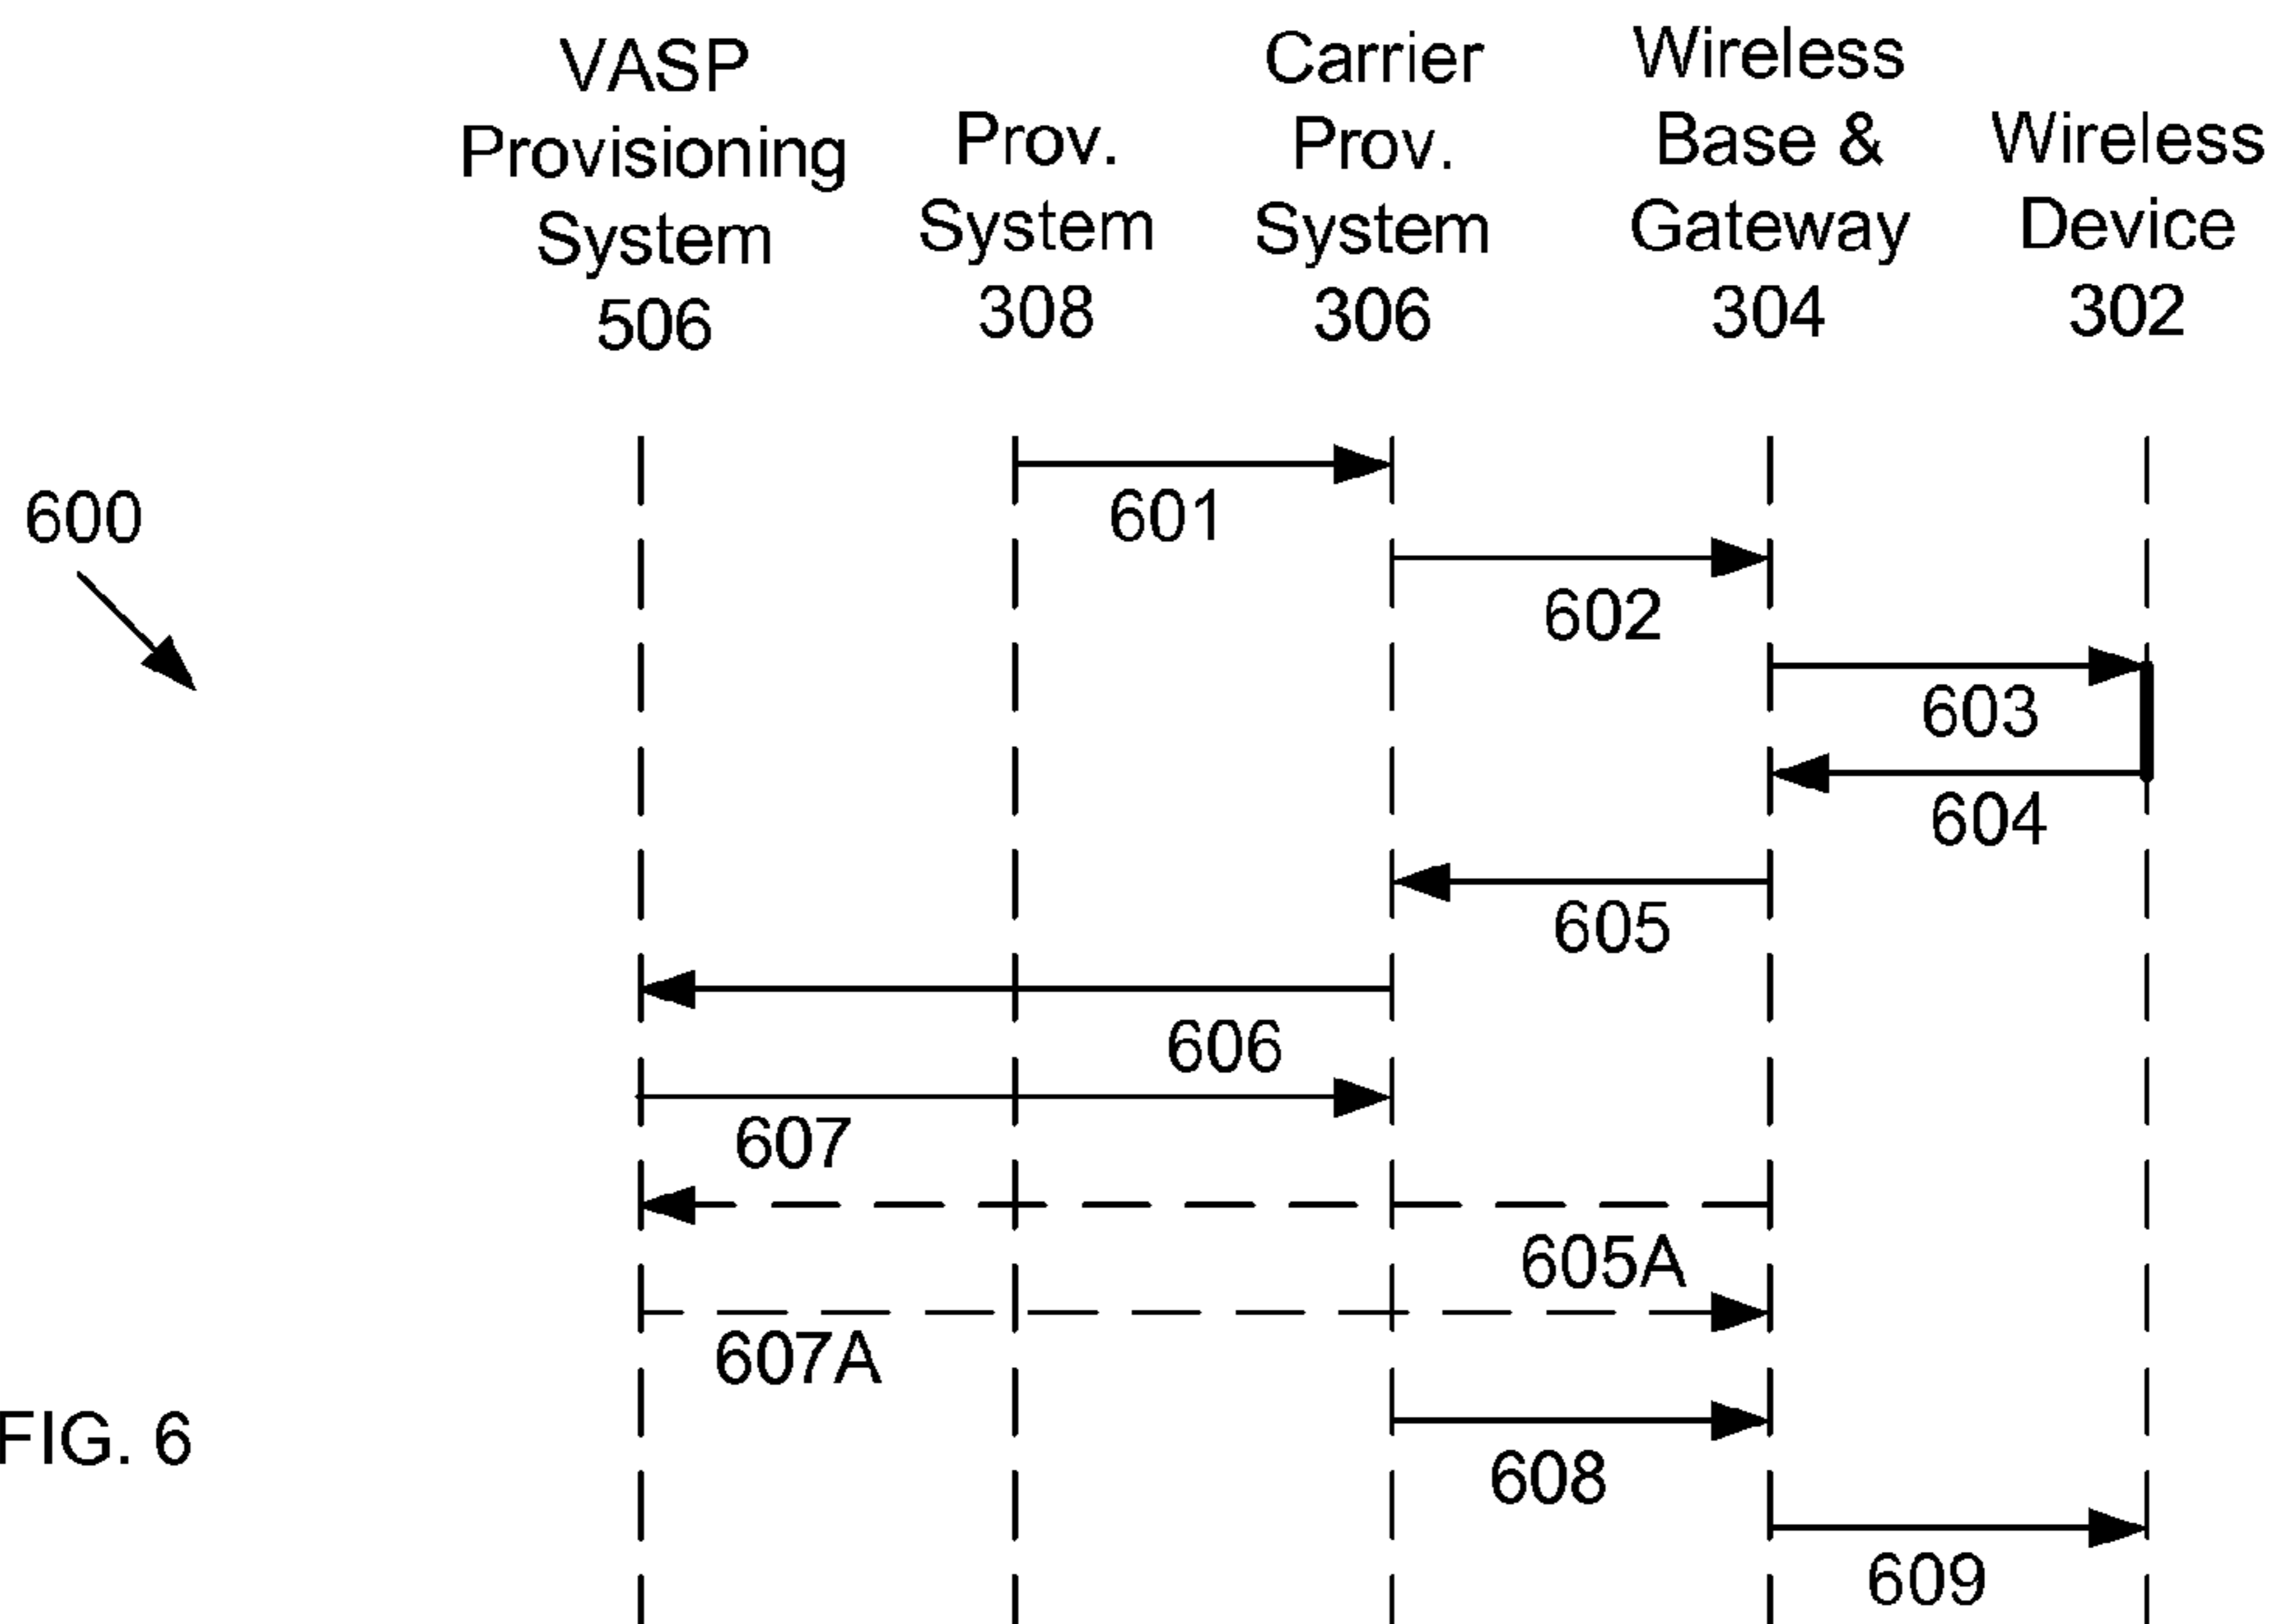 VASP
Provisioning
System
506
Prov.
System
308
Carrier
Prov.
System
306
Wireless
Base &
Gateway
304
Wireless
Device
302
600
601
602
603
604
605
606
607
605A
607A
608
609
FIG. 6